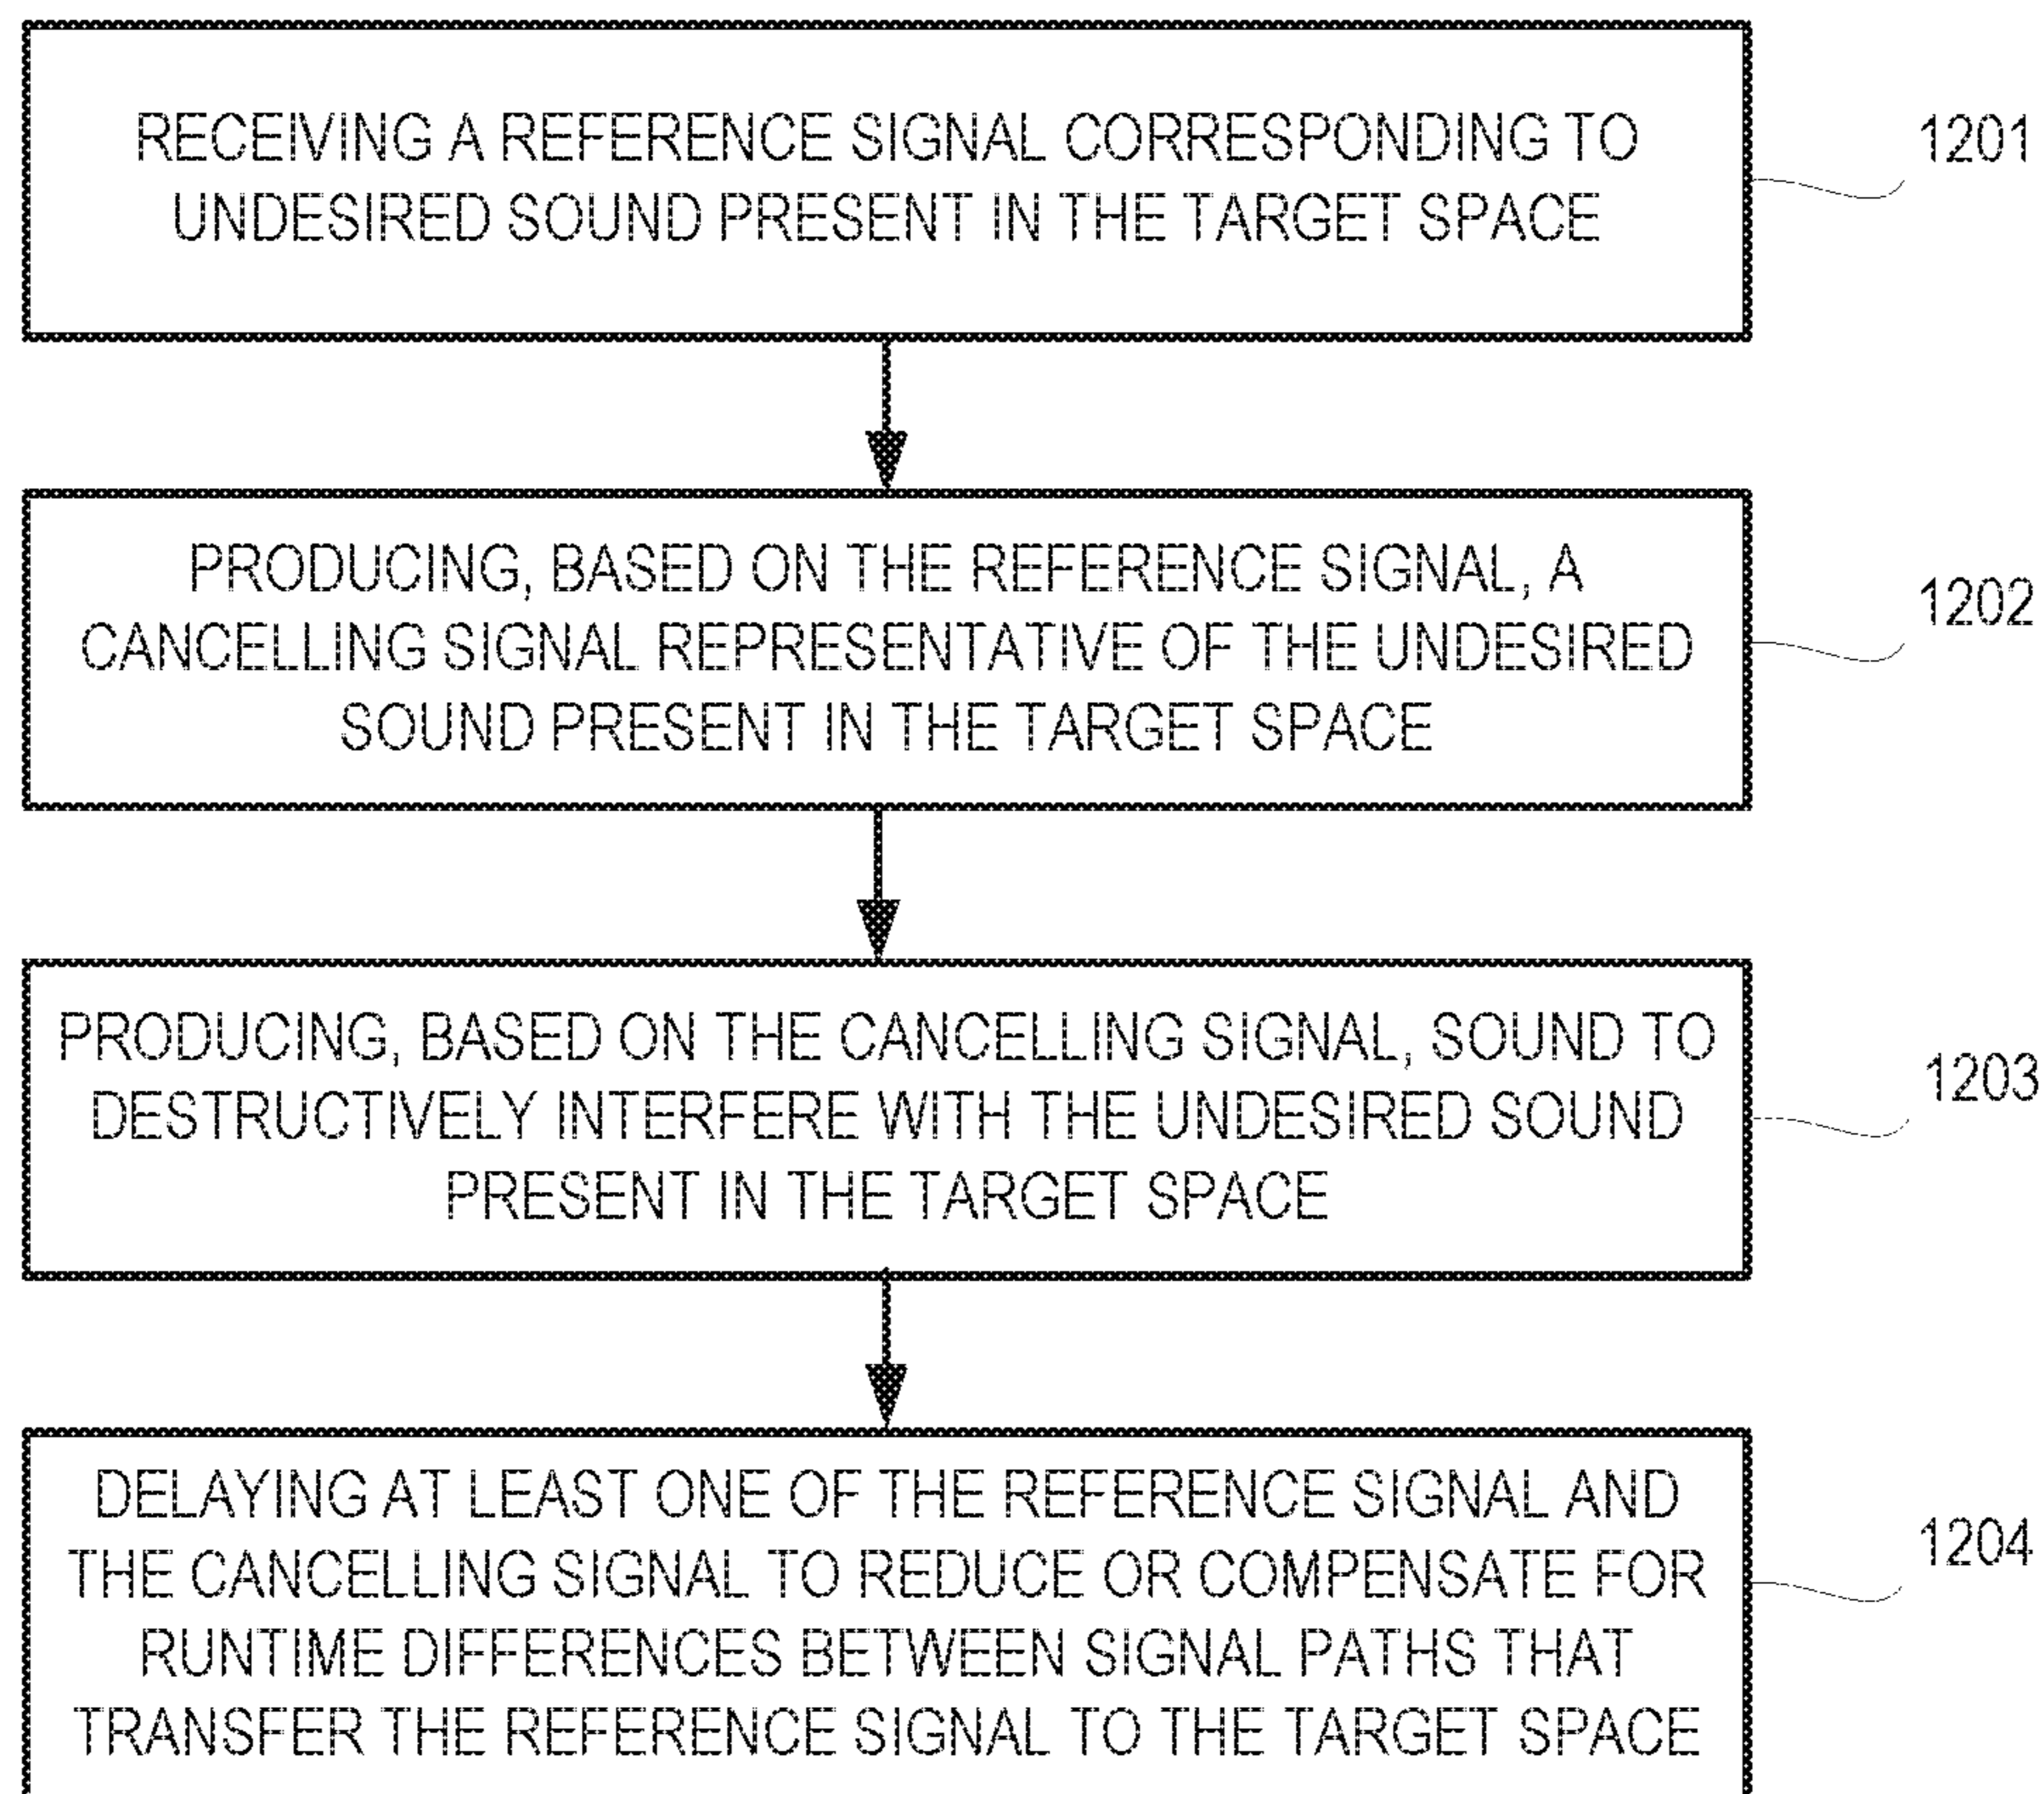 RECEIVING A REFERENCE SIGNAL CORRESPONDING TO
UNDESIRED SOUND PRESENT IN THE TARGET SPACE
1201
PRODUCING, BASED ON THE REFERENCE SIGNAL, A
CANCELLING SIGNAL REPRESENTATIVE OF THE UNDESIRED
SOUND PRESENT IN THE TARGET SPACE
1202
PRODUCING, BASED ON THE CANCELLING SIGNAL, SOUND TO
DESTRUCTIVELY INTERFERE WITH THE UNDESIRED SOUND
PRESENT IN THE TARGET SPACE
1203
DELAYING AT LEAST ONE OF THE REFERENCE SIGNAL AND
THE CANCELLING SIGNAL TO REDUCE OR COMPENSATE FOR
RUNTIME DIFFERENCES BETWEEN SIGNAL PATHS THAT
TRANSFER THE REFERENCE SIGNAL TO THE TARGET SPACE
1204